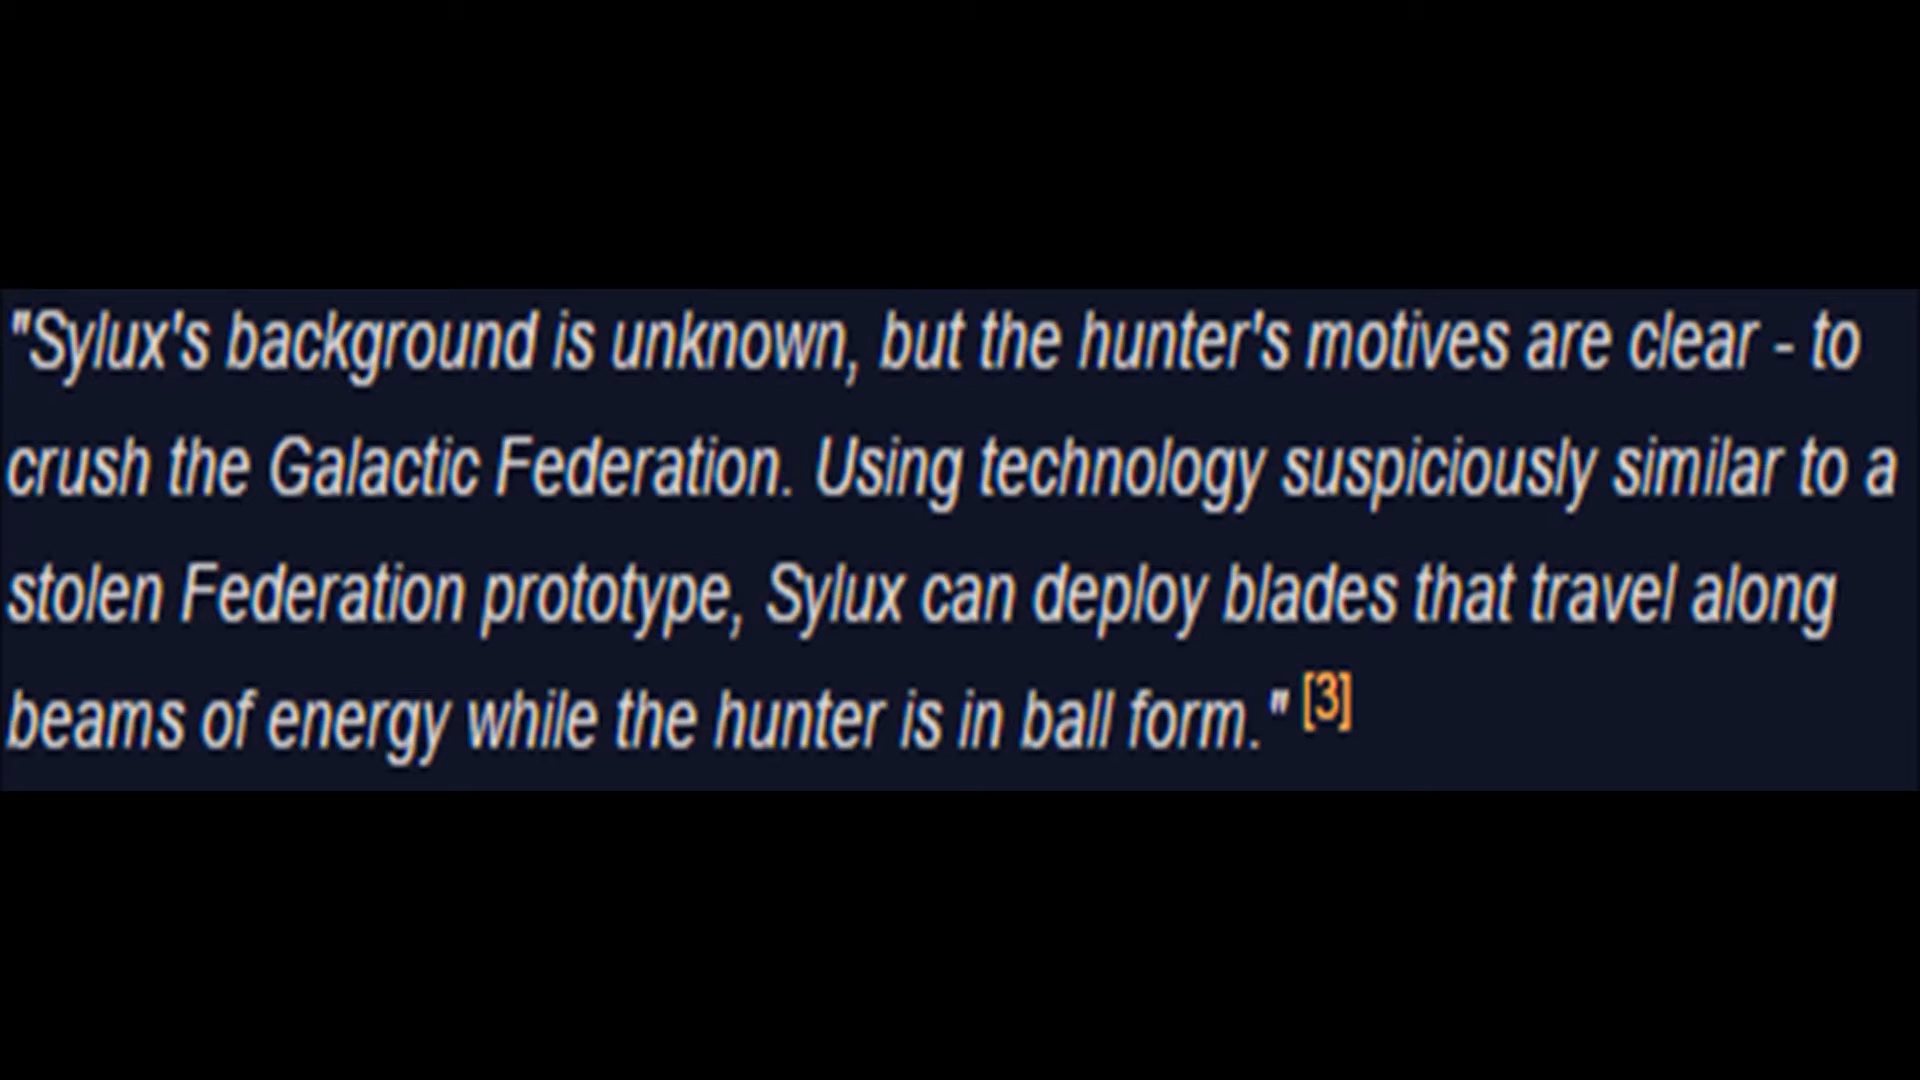 "Sylux's background is unknown, but the hunter's motives are clear - to
crush the Galactic Federation. Using technology suspiciously similar to a
stolen Federation prototype, Sylux can deploy blades that travel along
beams of energy while the hunter is in ball form." [3]